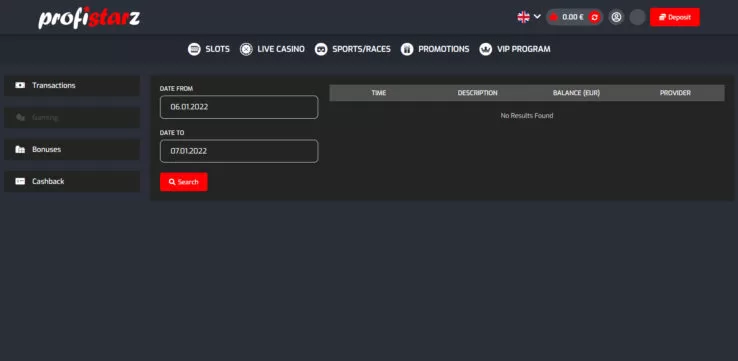 profistarz
0.00 €
Deposit
SLOTS LIVE CASINO SPORTS/RACES PROMOTIONS VIP PROGRAM
Transactions
Gaming
Bonuses
Cashback
DATE FROM
06.01.2022
DATE TO
07.01.2022
Search
TIME DESCRIPTION BALANCE (EUR) PROVIDER
No Results Found